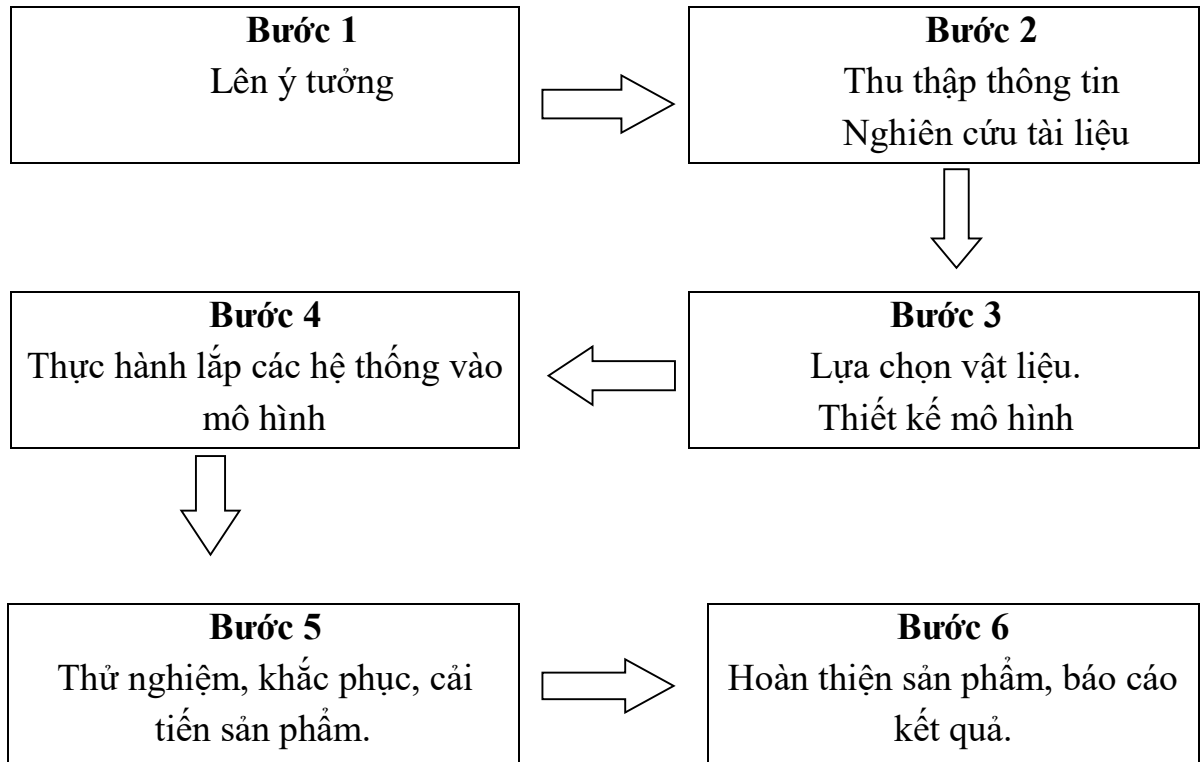 Bước 1
Lên ý tưởng
Bước 2
Thu thập thông tin
Nghiên cứu tài liệu
Bước 3
Lựa chọn vật liệu.
Thiết kế mô hình
Bước 4
Thực hành lắp các hệ thống vào
mô hình
Bước 5
Thử nghiệm, khắc phục, cải
tiến sản phẩm.
Bước 6
Hoàn thiện sản phẩm, báo cáo
kết quả.